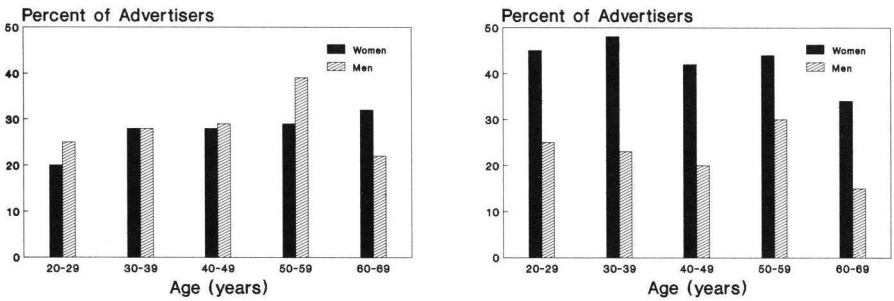 Percent of Advertisers
50
40
30
20
10
0
Women
Men
20-29
30-39
40-49
50-59
60-69
Age (years)
Percent of Advertisers
50
40
30
20
10
0
Women
Men
20-29
30-39
40-49
50-59
60-69
Age (years)